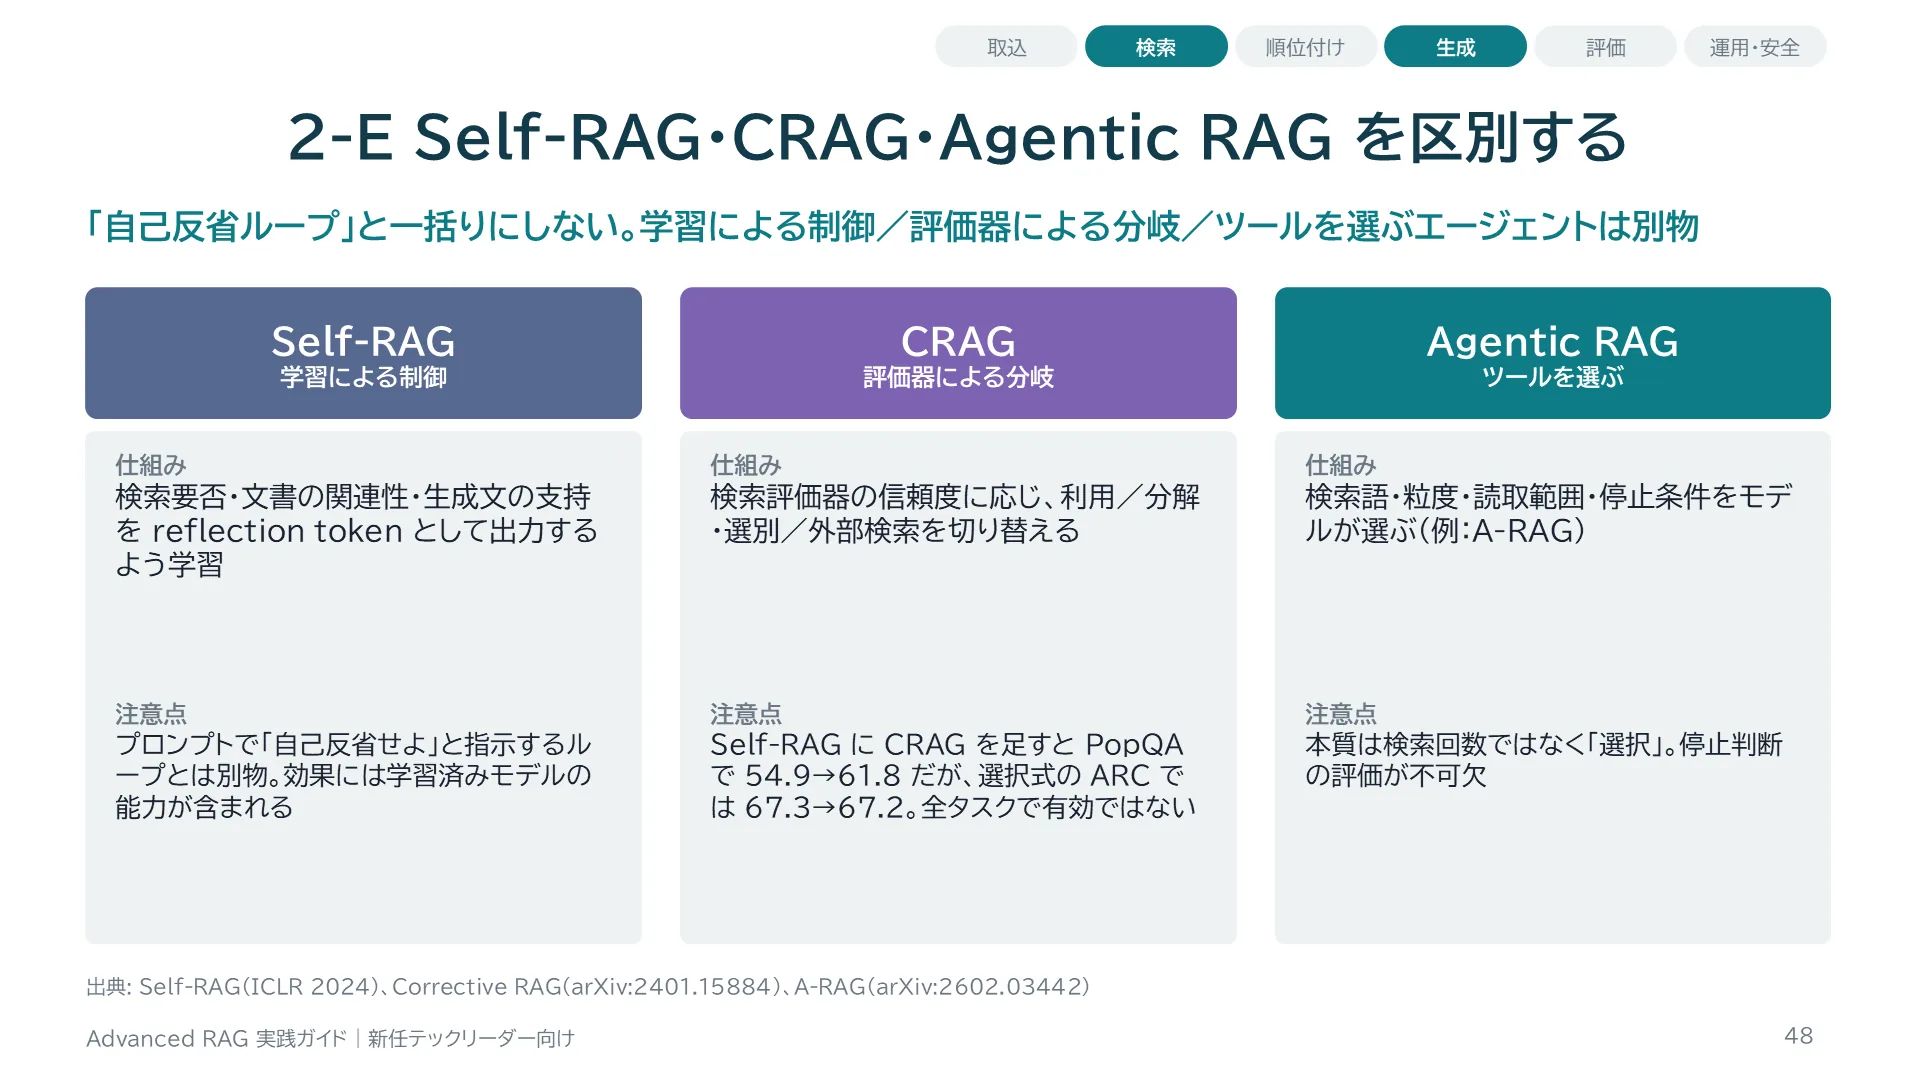 取込
検索
順位付け
生成
評価
運用・安全
2-E Self-RAG・CRAG・Agentic RAG を区別する
「自己反省ループ」と一括りにしない。学習による制御／評価器による分岐／ツールを選ぶエージェントは別物
Self-RAG
学習による制御
仕組み
検索要否・文書の関連性・生成文の支持
を reflection token として出力する
よう学習
注意点
プロンプトで「自己反省せよ」と指示するル
ープとは別物。効果には学習済みモデルの
能力が含まれる
CRAG
評価器による分岐
仕組み
検索評価器の信頼度に応じ、利用／分解
・選別／外部検索を切り替える
注意点
Self-RAG に CRAG を足すと PopQA
で 54.9→61.8 だが、選択式の ARC で
は 67.3→67.2。全タスクで有効ではない
Agentic RAG
ツールを選ぶ
仕組み
検索語・粒度・読取範囲・停止条件をモデ
ルが選ぶ（例：A-RAG）
注意点
本質は検索回数ではなく「選択」。停止判断
の評価が不可欠
出典: Self-RAG（ICLR 2024）、Corrective RAG（arXiv:2401.15884）、A-RAG（arXiv:2602.03442）
Advanced RAG 実践ガイド｜新任テックリーダー向け
48